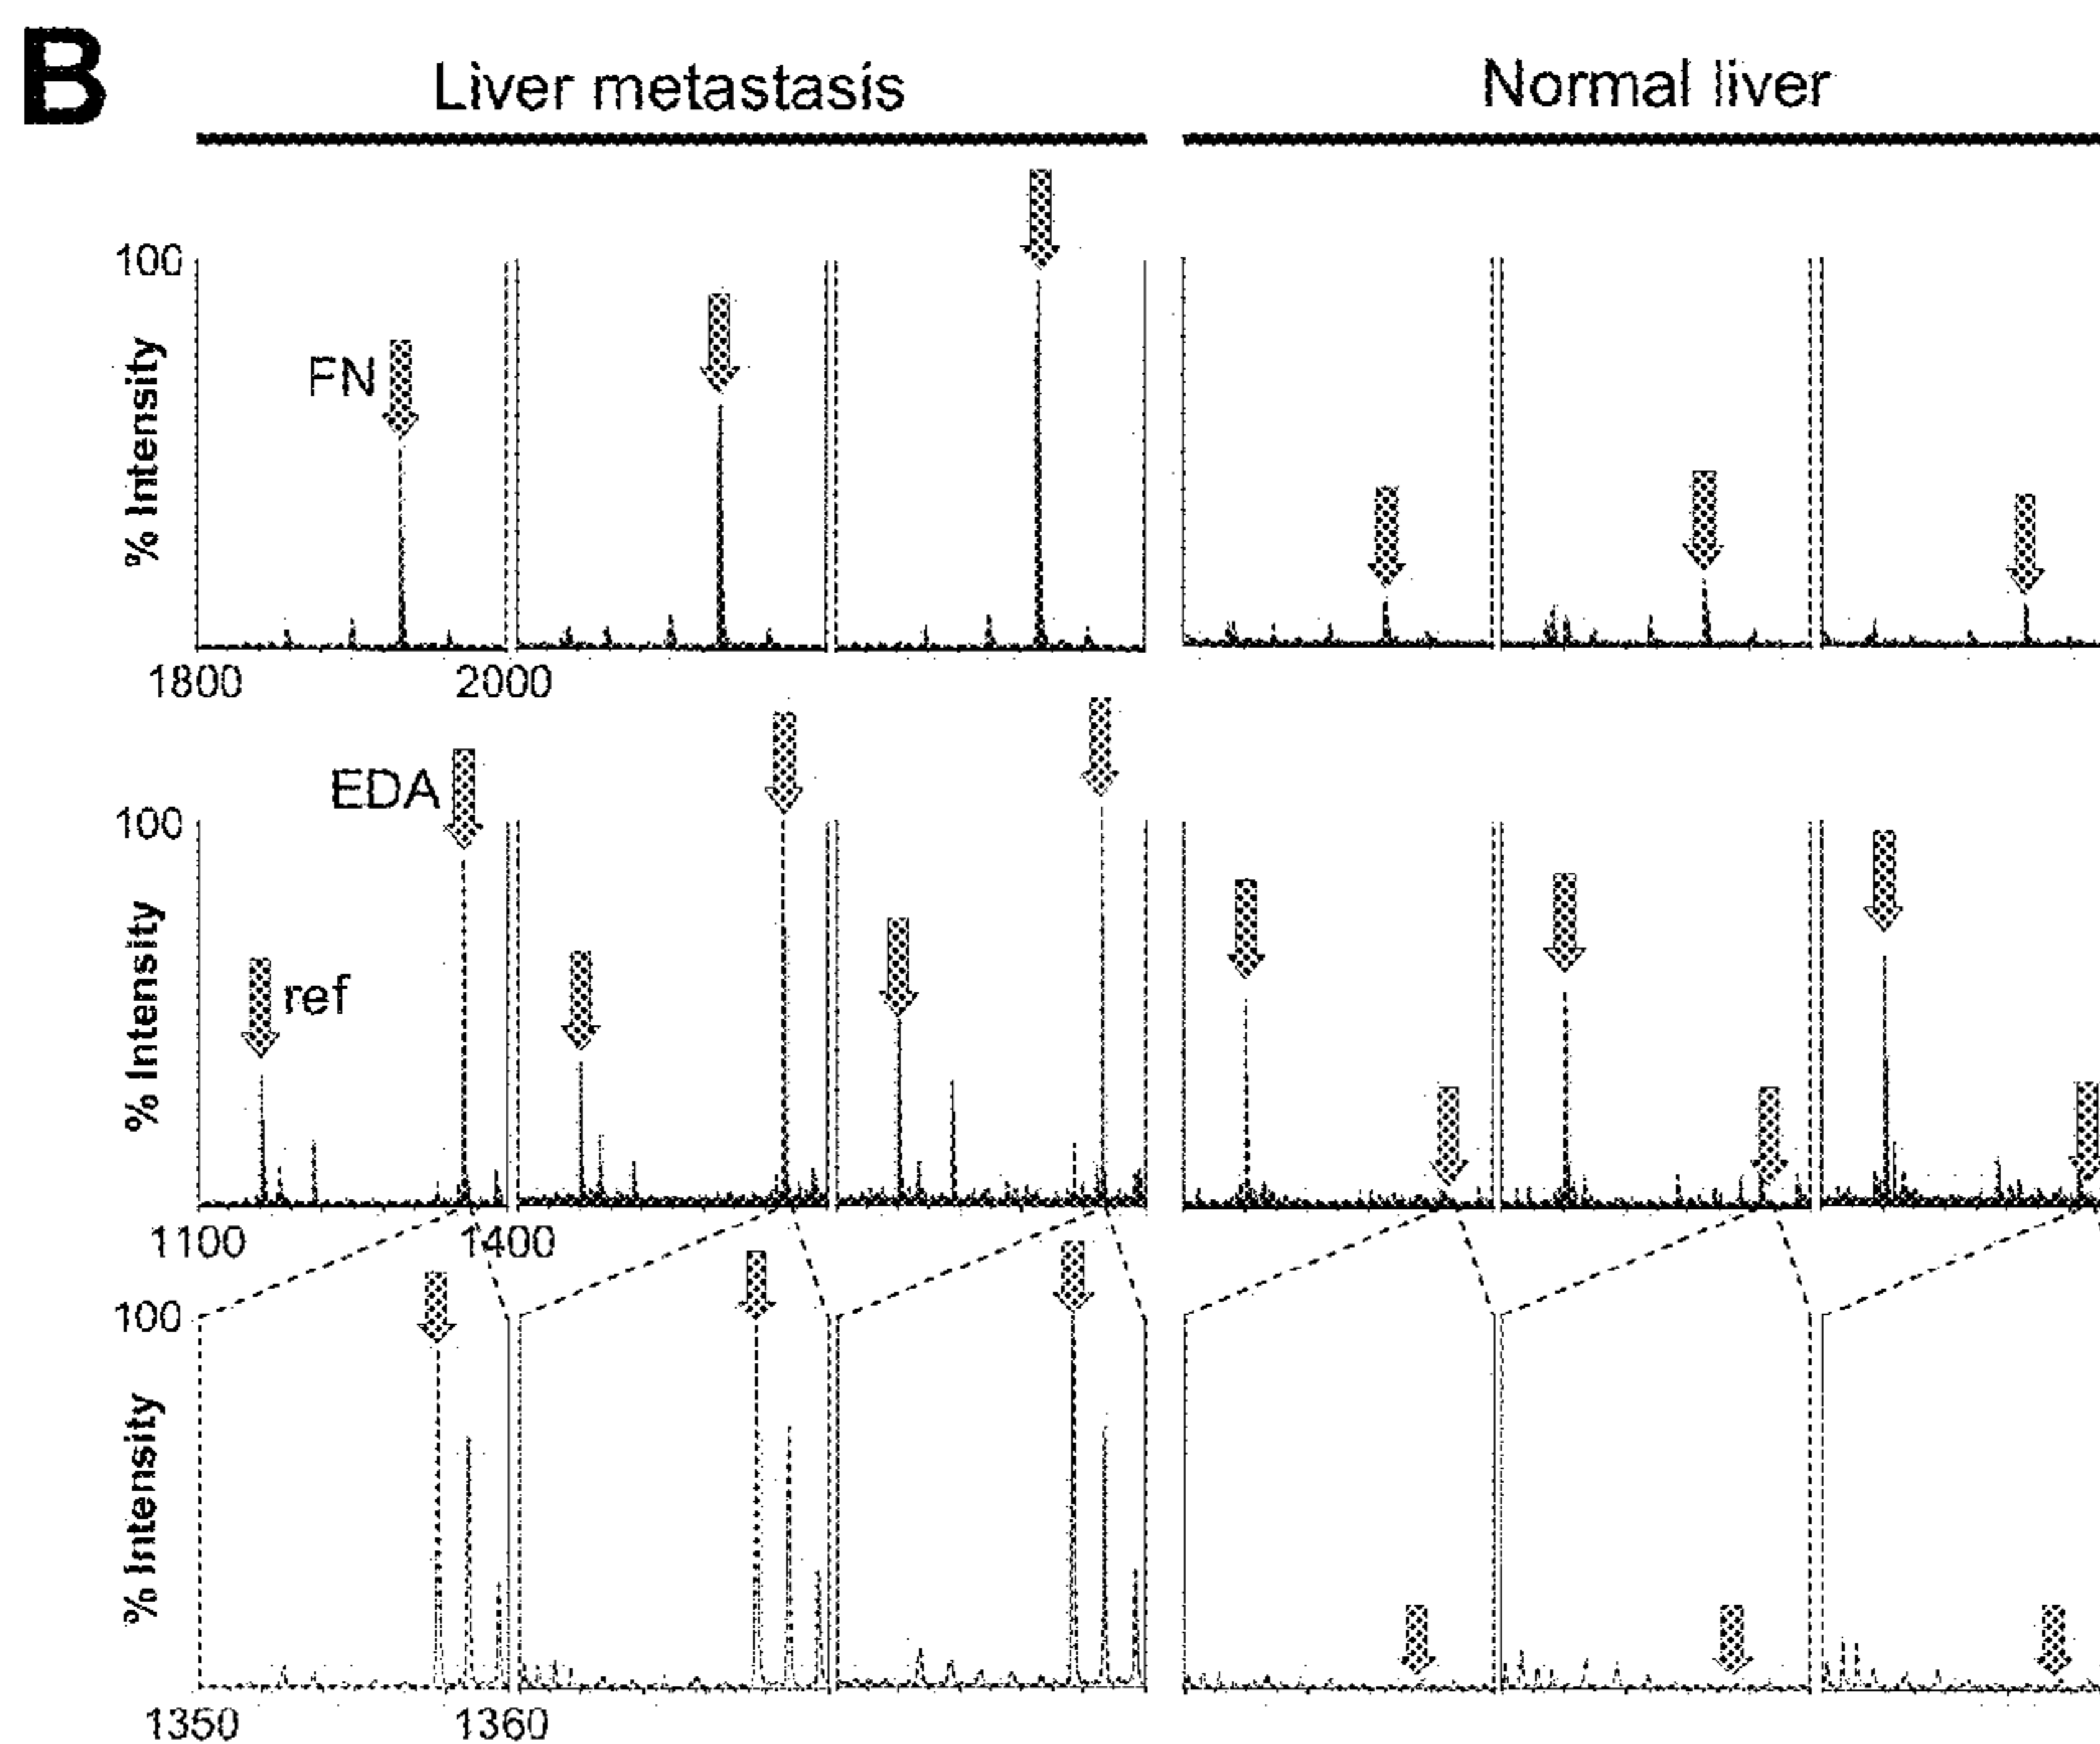 B
Liver metastasis
Normal liver
100
% Intensity
FN
1800
2000
EDA
100
% Intensity
ref
1100
1400
100
% Intensity
1350
1360